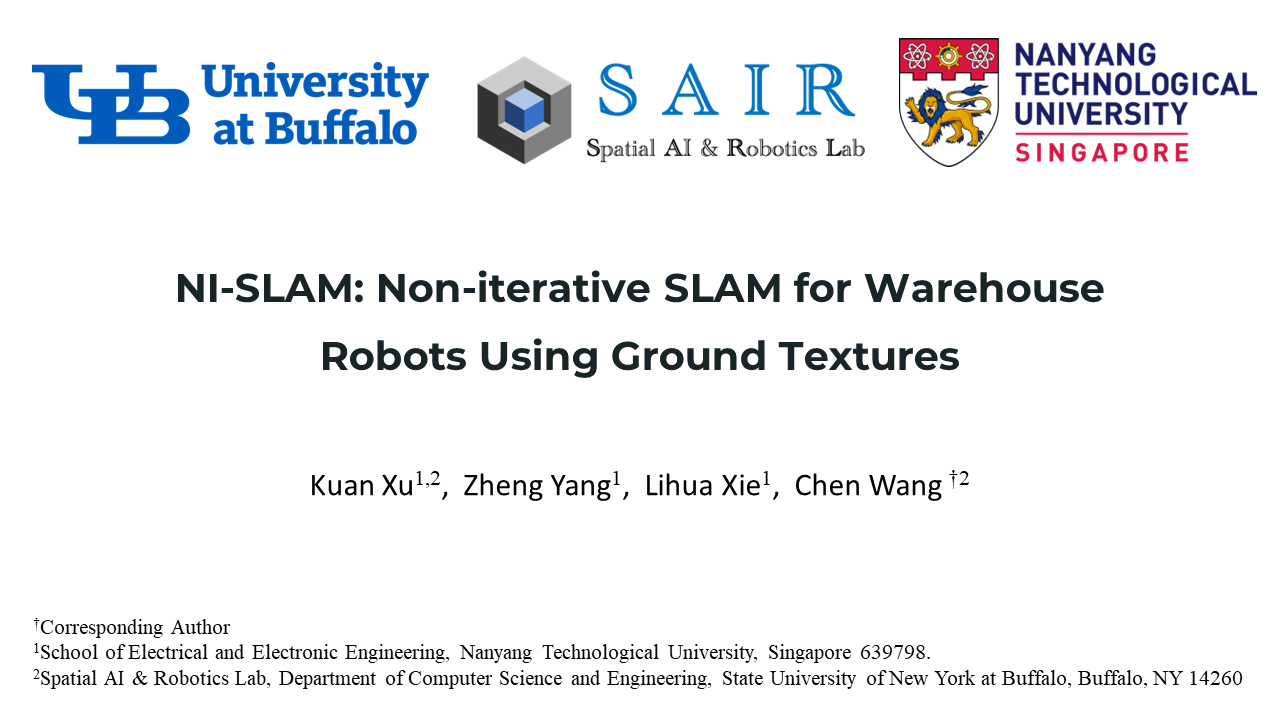 University
at Buffalo
SAIR
Spatial AI & Robotics Lab
NANYANG
TECHNOLOGICAL
UNIVERSITY
SINGAPORE
NI-SLAM: Non-iterative SLAM for Warehouse
Robots Using Ground Textures
Kuan Xu1,2, Zheng Yang1, Lihua Xie1, Chen Wang †2
†Corresponding Author
1School of Electrical and Electronic Engineering, Nanyang Technological University, Singapore 639798.
2Spatial AI & Robotics Lab, Department of Computer Science and Engineering, State University of New York at Buffalo, Buffalo, NY 14260